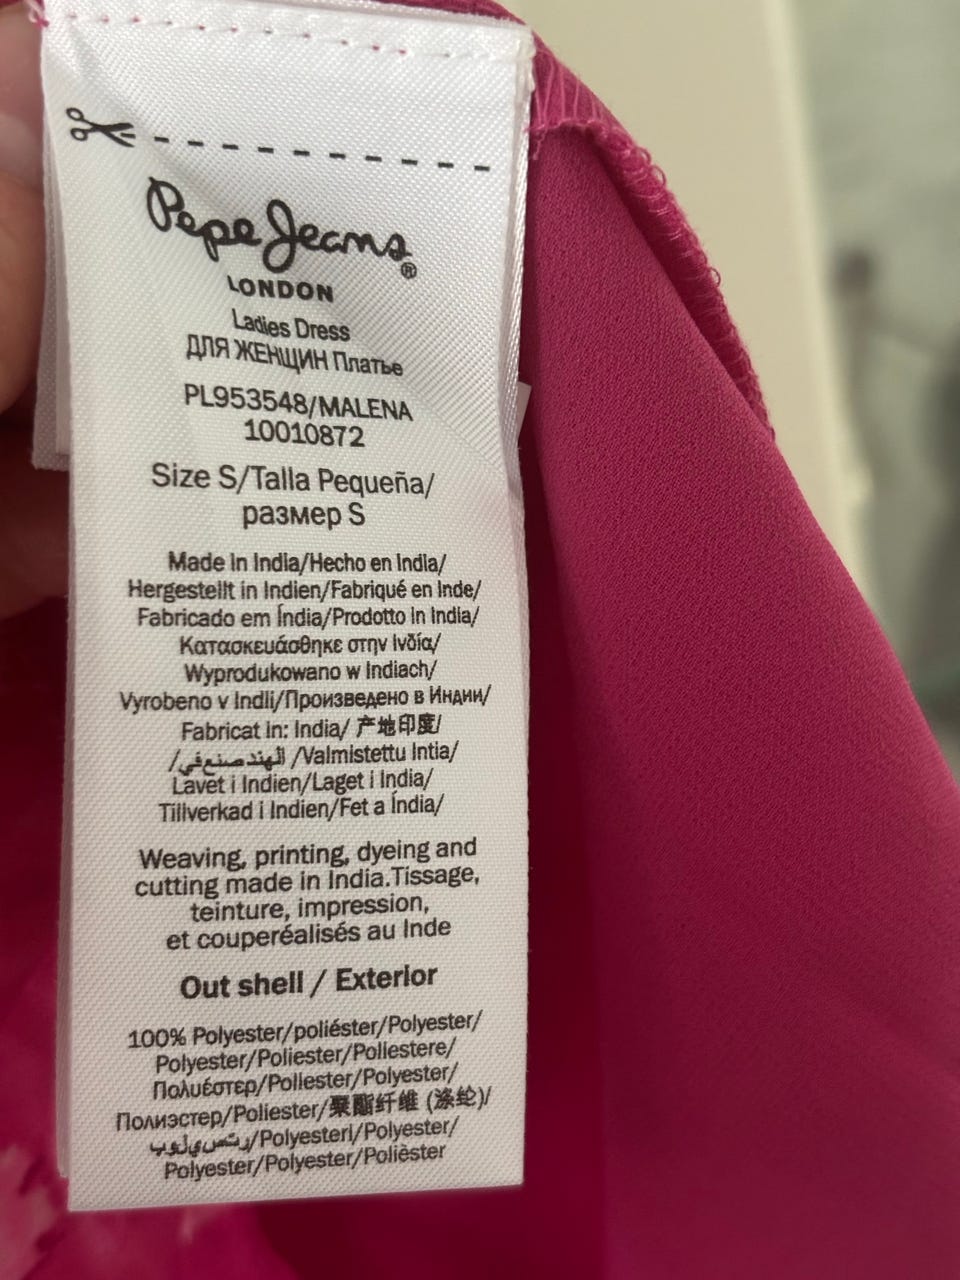 Pepe Jeans®
LONDON
Ladies Dress
ДЛЯ ЖЕНЩИН Платье
PL953548/MALENA
10010872
Size S/Talla Pequeña/
размер S
Made in India/Hecho en India/
Hergestellt in Indien/Fabriqué en Inde/
Fabricado em Índia/Prodotto in India/
Κατασκευάσθηκε στην Ινδία/
Wyprodukowano w Indiach/
Vyrobeno v Indii/Произведено в Индии/
Fabricat in: India/ 产地印度/
/الهند صنع في /Valmistettu Intia/
Lavet i Indien/Laget i India/
Tillverkad i Indien/Fet a Índia/
Weaving, printing, dyeing and
cutting made in India.Tissage,
teinture, impression,
et couperéalisés au Inde
Out shell / Exterior
100% Polyester/poliéster/Polyester/
Polyester/Poliester/Poliestere/
Πολυέστερ/Poliester/Polyester/
Полиэстер/Poliester/聚酯纤维 (涤纶)/
بوليستر/Polyesteri/Polyester/
Polyester/Polyester/Polièster